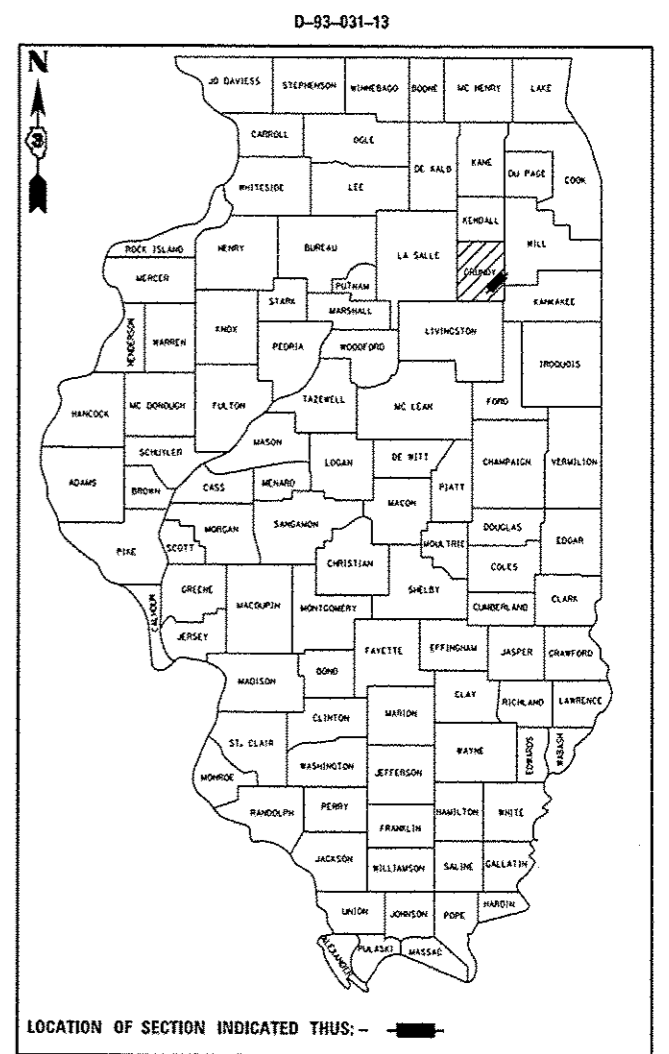 D-93-031-13
N
JO DAVIESS STEPHENSON WINNEBAGO BOONE MC HENRY LAKE
CARROLL OGLE DE KALB KANE DU PAGE COOK
WHITESIDE LEE KENDALL WILL
ROCK ISLAND HENRY BUREAU LA SALLE GRUNDY
MERCER PUTNAM KANKAKEE
STARK MARSHALL LIVINGSTON
HENDERSON WARREN KNOX PEORIA WOODFORD IROQUOIS
HANCOCK MC DONOUGH FULTON TAZEWELL MC LEAN FORD
SCHUYLER MASON LOGAN DE WITT CHAMPAIGN VERMILION
ADAMS BROWN CASS MENARD MACON PIATT
PIKE SCOTT MORGAN SANGAMON CHRISTIAN MOULTRIE DOUGLAS EDGAR
COLES
CALHOUN GREENE MACOUPIN MONTGOMERY SHELBY CUMBERLAND CLARK
JERSEY FAYETTE EFFINGHAM JASPER CRAWFORD
MADISON BOND CLAY RICHLAND LAWRENCE
CLINTON MARION
ST. CLAIR WAYNE EDWARDS WABASH
MONROE WASHINGTON JEFFERSON
RANDOLPH PERRY HAMILTON WHITE
FRANKLIN
JACKSON WILLIAMSON SALINE GALLATIN
UNION JOHNSON POPE HARDIN
ALEXANDER PULASKI MASSAC
LOCATION OF SECTION INDICATED THUS: -